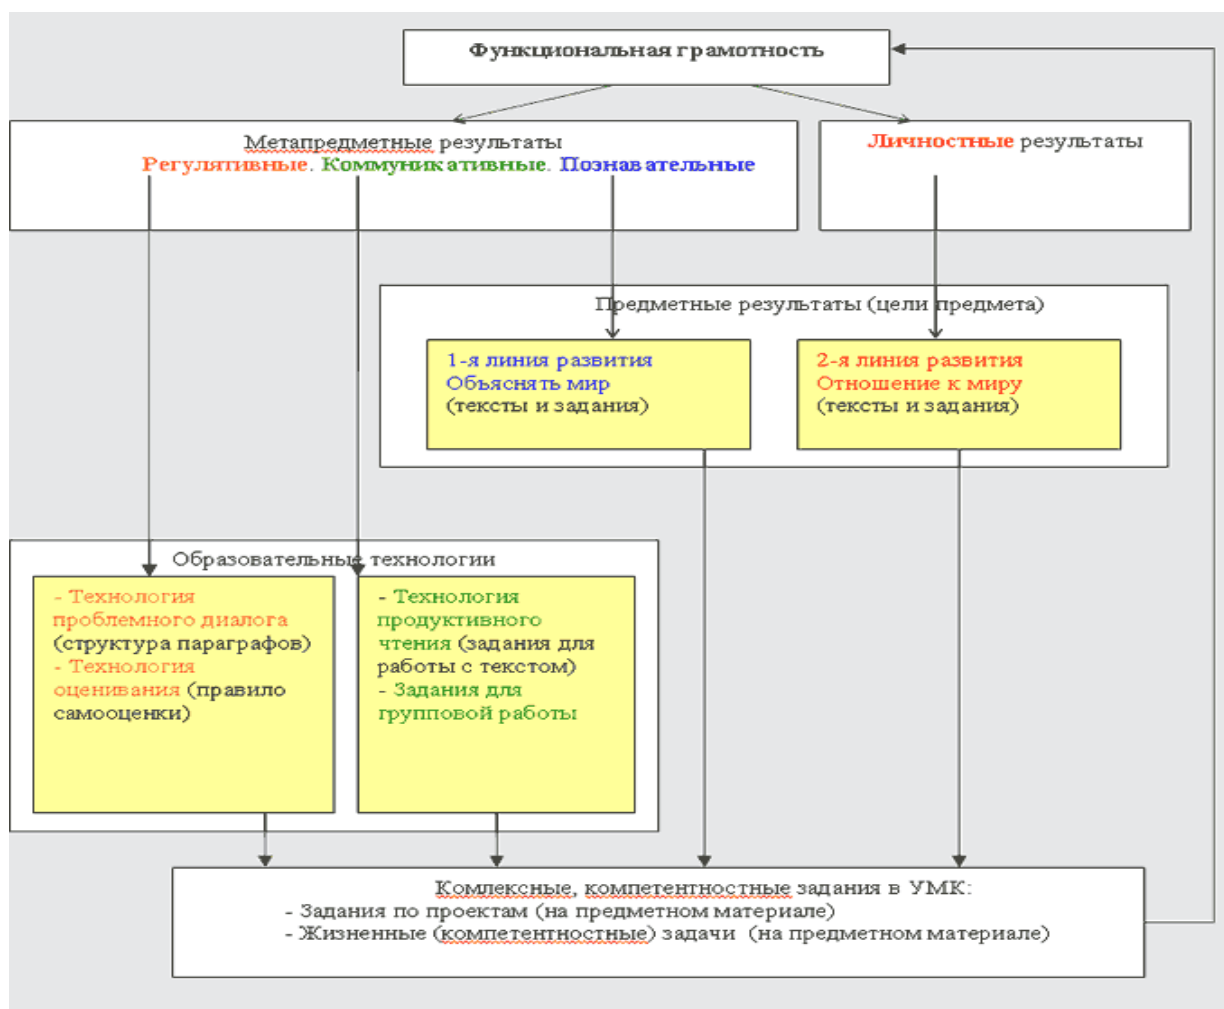 Функциональная грамотность
Метапредметные результаты
Регулятивные. Коммуникативные. Познавательные
Личностные результаты
Предметные результаты (цели предмета)
1-я линия развития
Объяснять мир
(тексты и задания)
2-я линия развития
Отношение к миру
(тексты и задания)
Образовательные технологии
- Технология
проблемного диалога
(структура параграфов)
- Технология
оценивания (правило
самооценки)
- Технология
продуктивного
чтения (задания для
работы с текстом)
- Задания для
групповой работы
Комлексные, компетентностные задания в УМК:
- Задания по проектам (на предметном материале)
- Жизненные (компетентностные) задачи (на предметном материале)